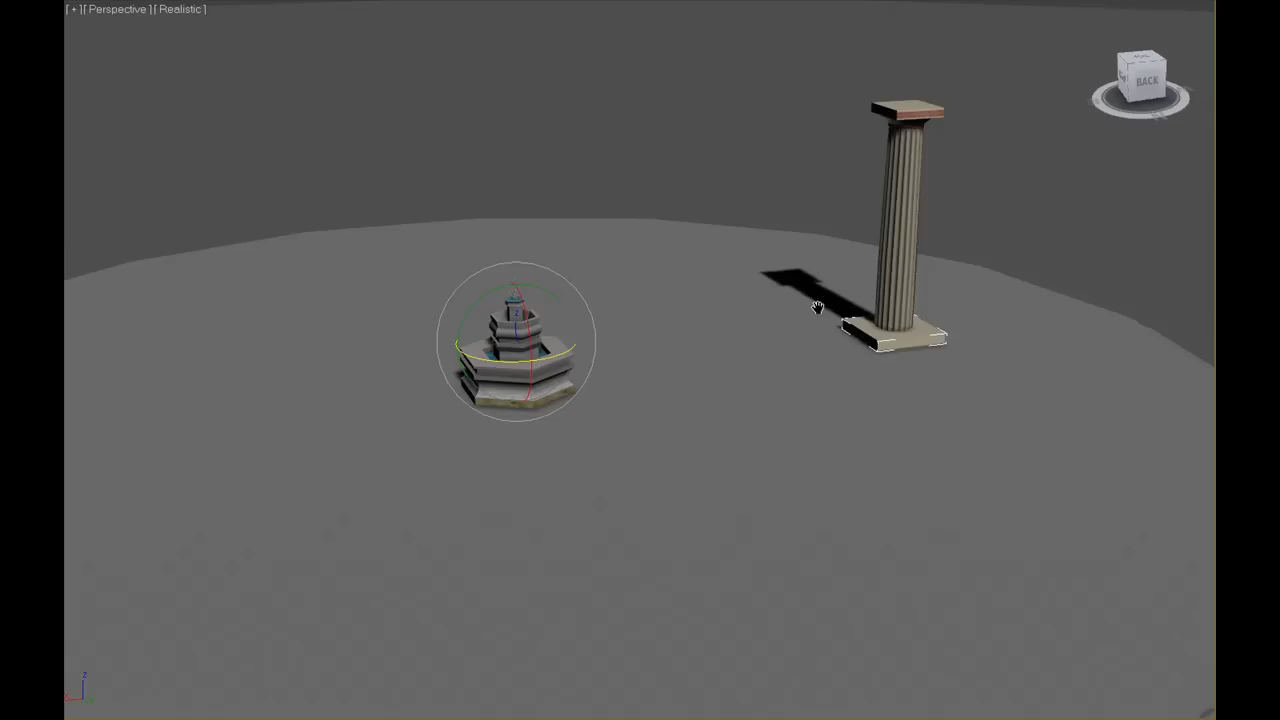 [ + ] [ Perspective ] [ Realistic ]
BACK
Z
Z